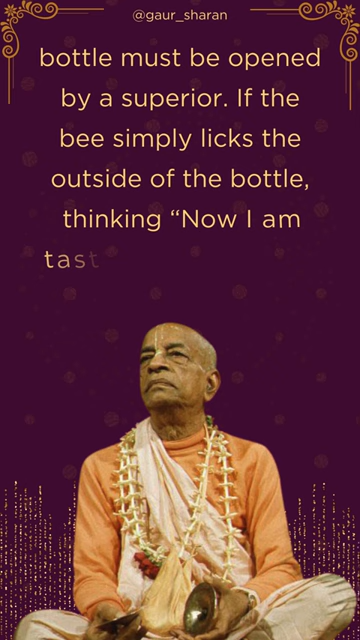 @gaur_sharan
bottle must be opened
by a superior. If the
bee simply licks the
outside of the bottle,
thinking “Now I am
tast